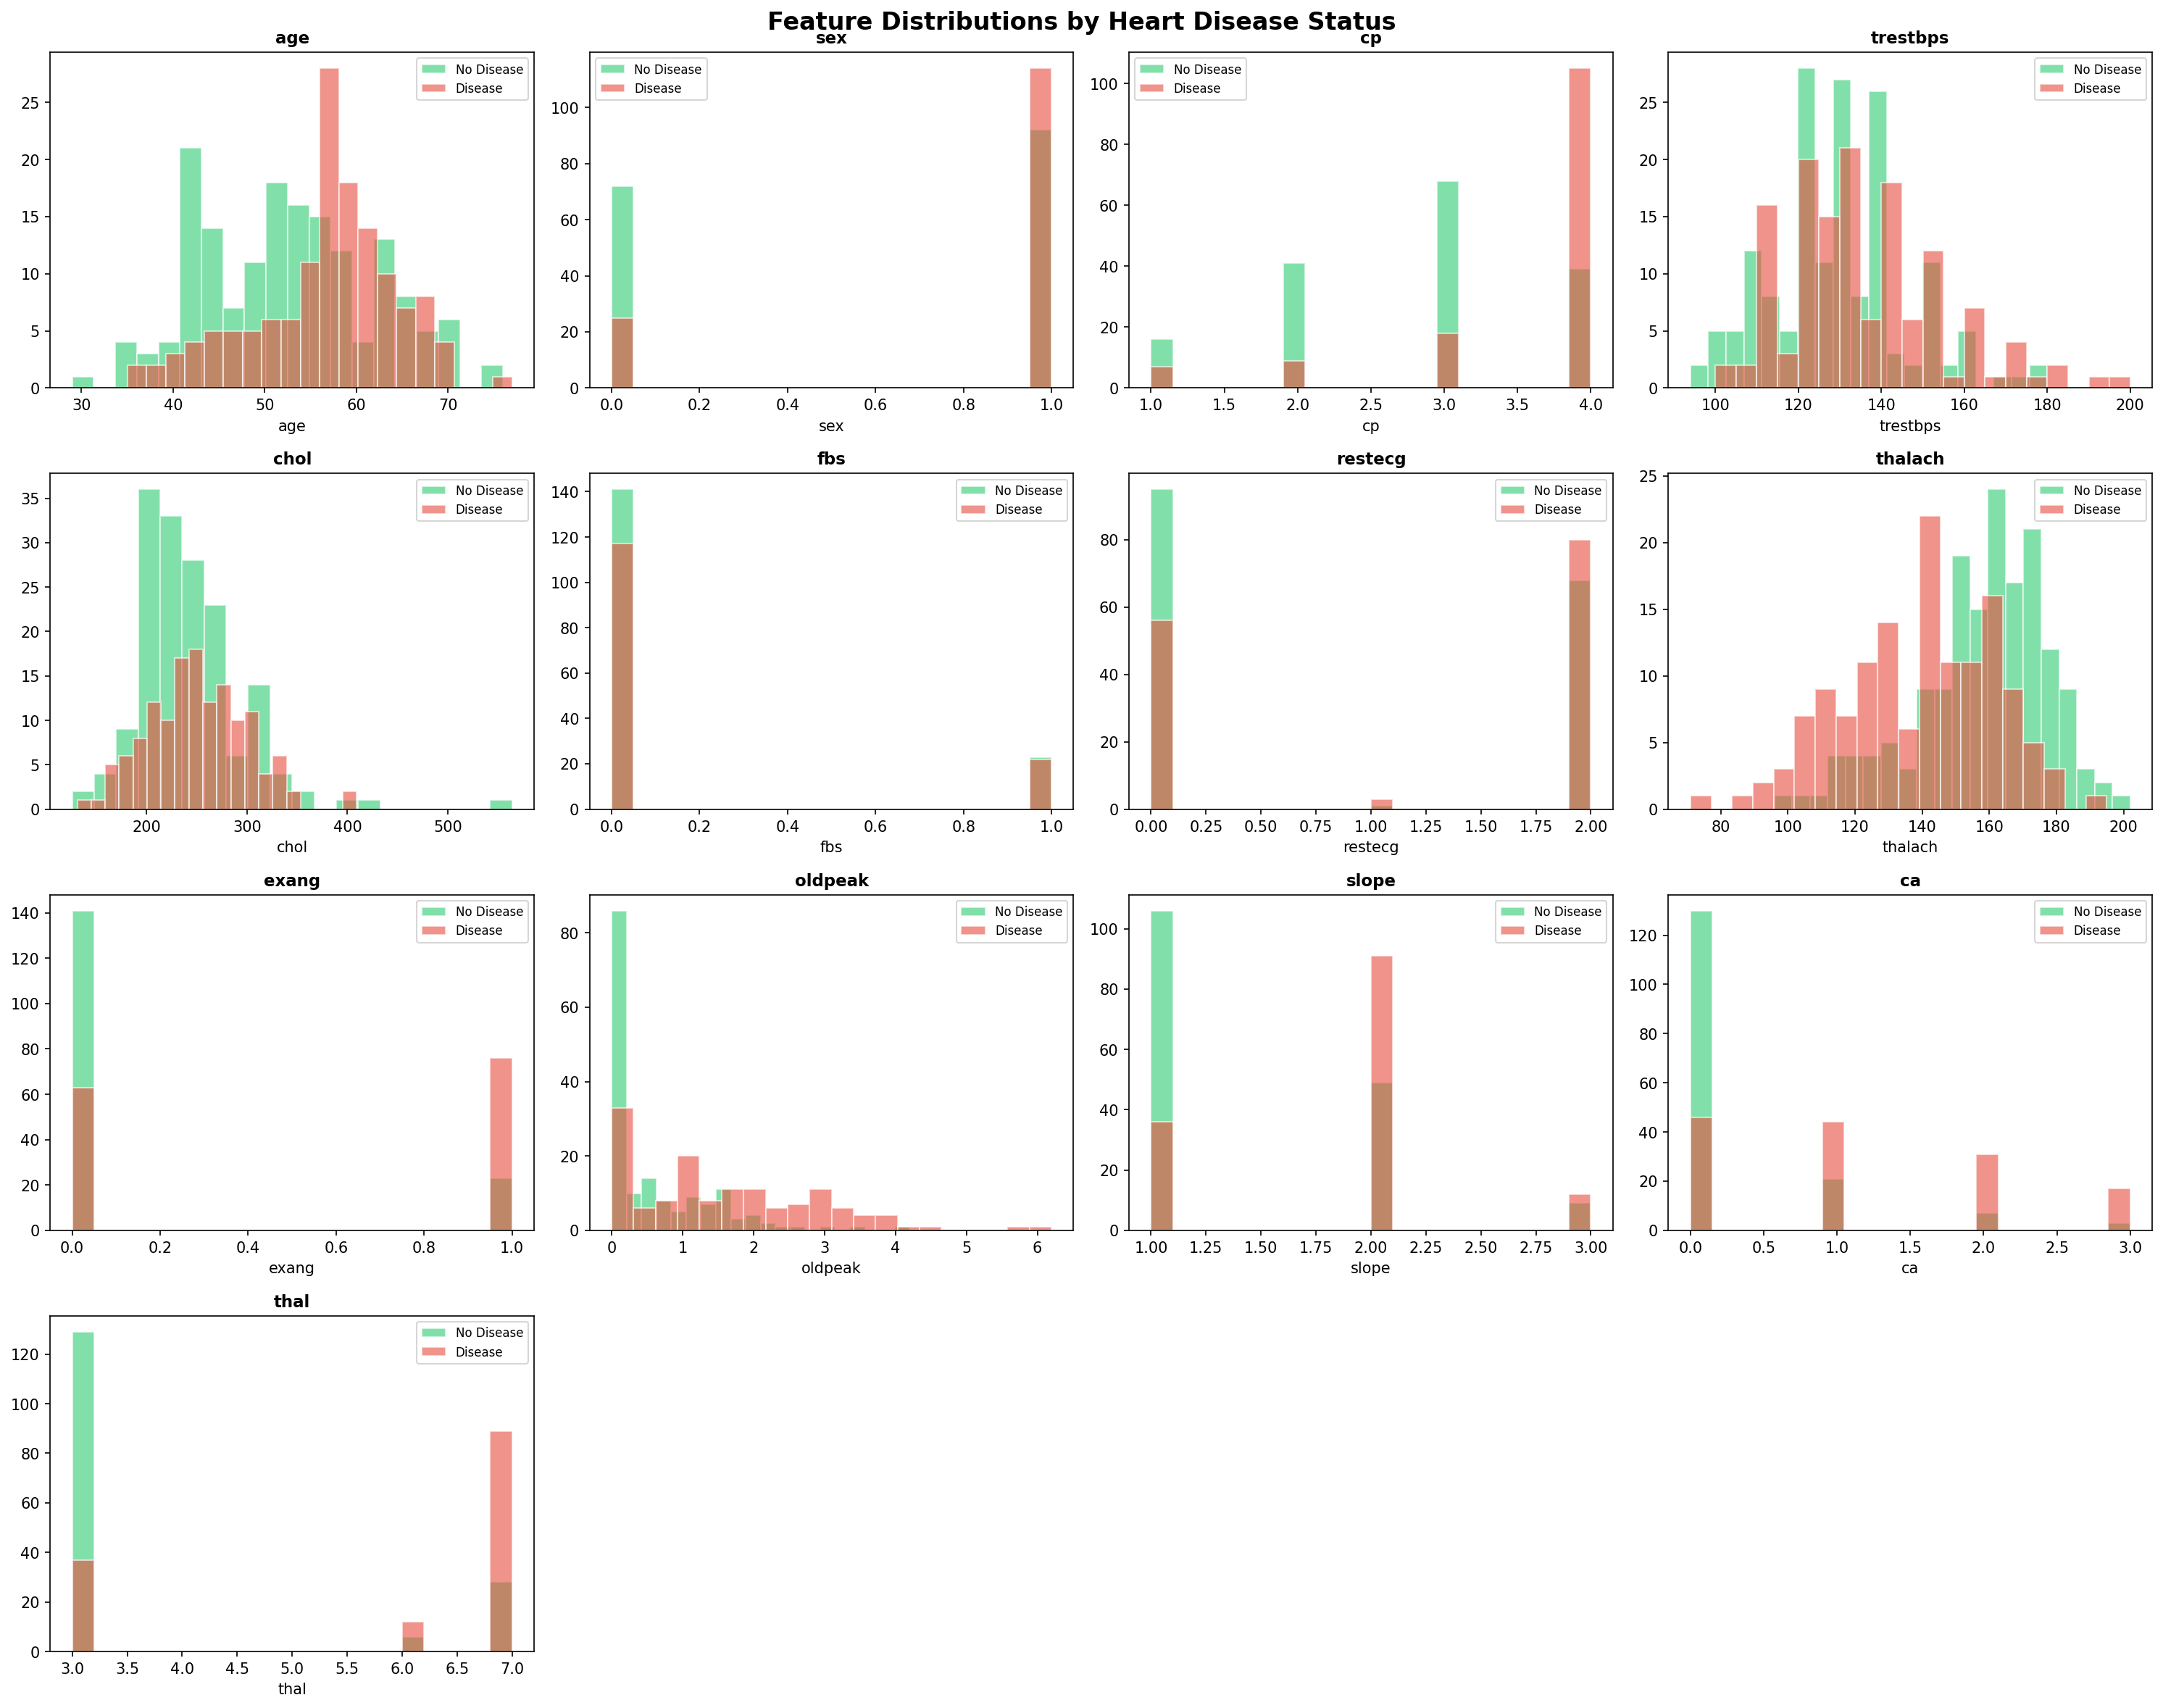 Feature Distributions by Heart Disease Status
age
No Disease
Disease
25
20
15
10
5
0
30 40 50 60 70
age
sex
No Disease
Disease
100
80
60
40
20
0
0.0 0.2 0.4 0.6 0.8 1.0
sex
cp
No Disease
Disease
100
80
60
40
20
0
1.0 1.5 2.0 2.5 3.0 3.5 4.0
cp
trestbps
No Disease
Disease
25
20
15
10
5
0
100 120 140 160 180 200
trestbps
chol
No Disease
Disease
35
30
25
20
15
10
5
0
200 300 400 500
chol
fbs
No Disease
Disease
140
120
100
80
60
40
20
0
0.0 0.2 0.4 0.6 0.8 1.0
fbs
restecg
No Disease
Disease
80
60
40
20
0
0.00 0.25 0.50 0.75 1.00 1.25 1.50 1.75 2.00
restecg
thalach
No Disease
Disease
25
20
15
10
5
0
80 100 120 140 160 180 200
thalach
exang
No Disease
Disease
140
120
100
80
60
40
20
0
0.0 0.2 0.4 0.6 0.8 1.0
exang
oldpeak
No Disease
Disease
80
60
40
20
0
0 1 2 3 4 5 6
oldpeak
slope
No Disease
Disease
100
80
60
40
20
0
1.00 1.25 1.50 1.75 2.00 2.25 2.50 2.75 3.00
slope
ca
No Disease
Disease
120
100
80
60
40
20
0
0.0 0.5 1.0 1.5 2.0 2.5 3.0
ca
thal
No Disease
Disease
120
100
80
60
40
20
0
3.0 3.5 4.0 4.5 5.0 5.5 6.0 6.5 7.0
thal